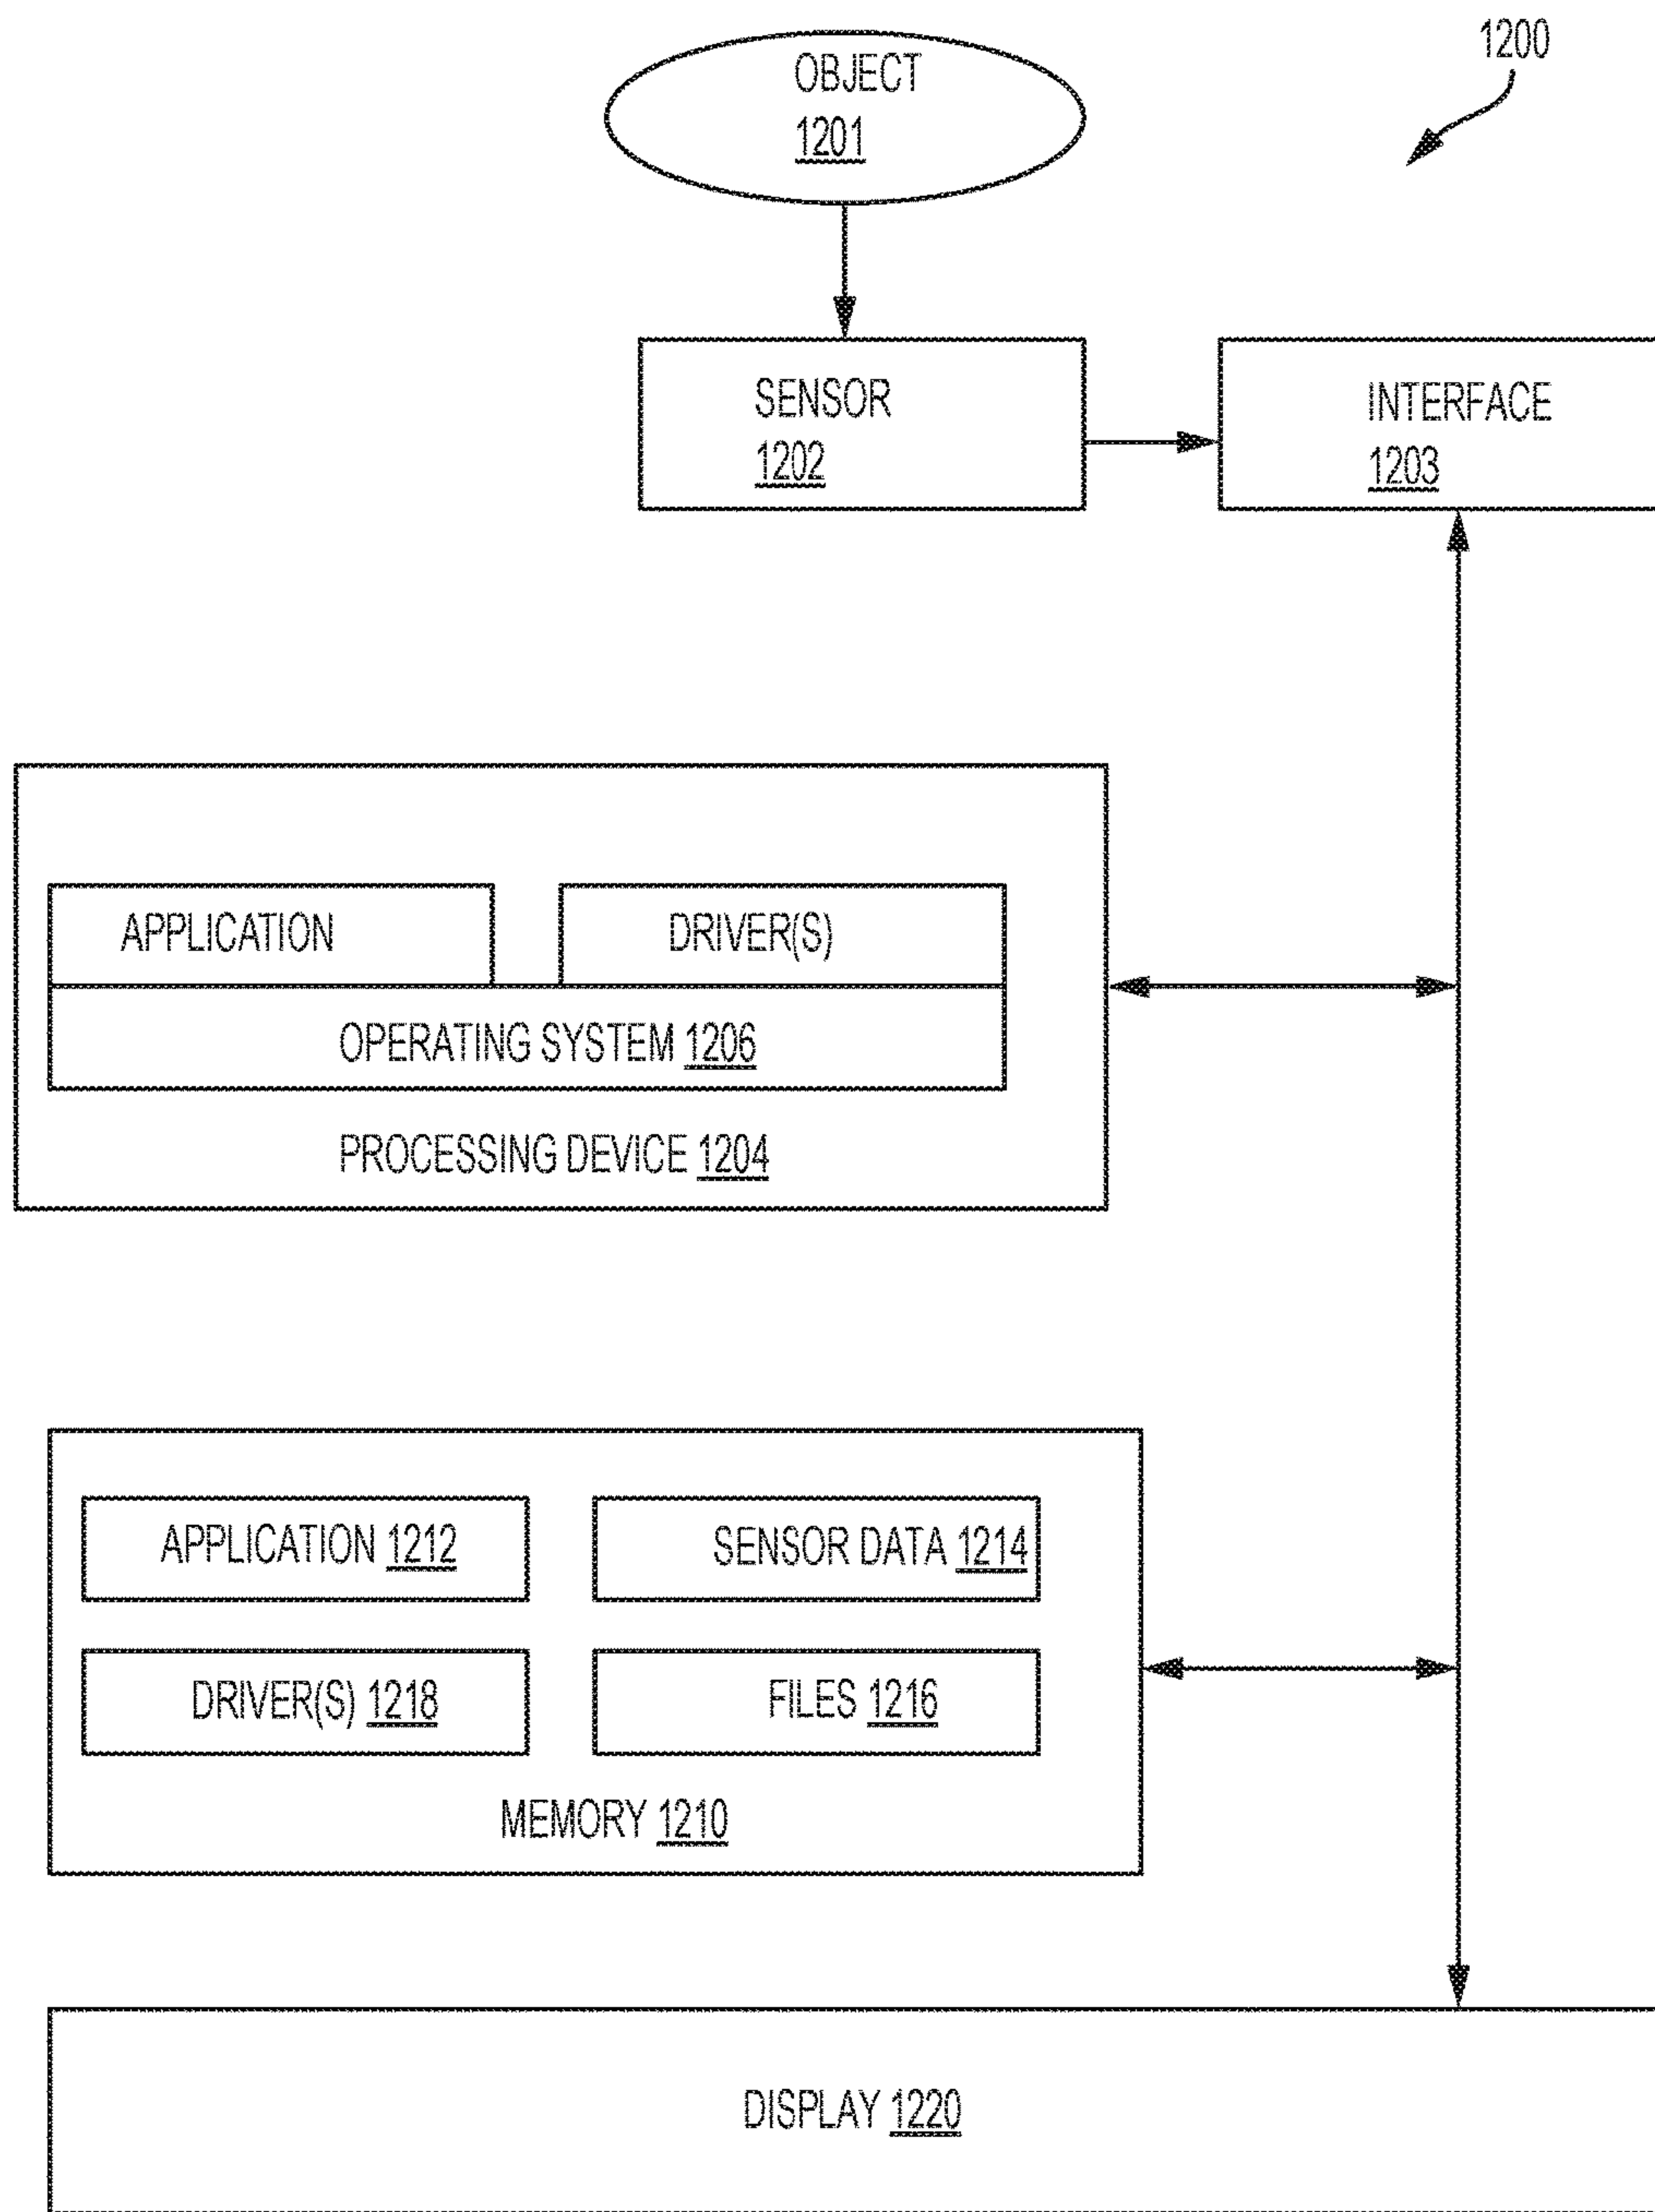 1200
OBJECT
1201
SENSOR
1202
INTERFACE
1203
APPLICATION
DRIVER(S)
OPERATING SYSTEM 1206
PROCESSING DEVICE 1204
APPLICATION 1212
SENSOR DATA 1214
DRIVER(S) 1218
FILES 1216
MEMORY 1210
DISPLAY 1220